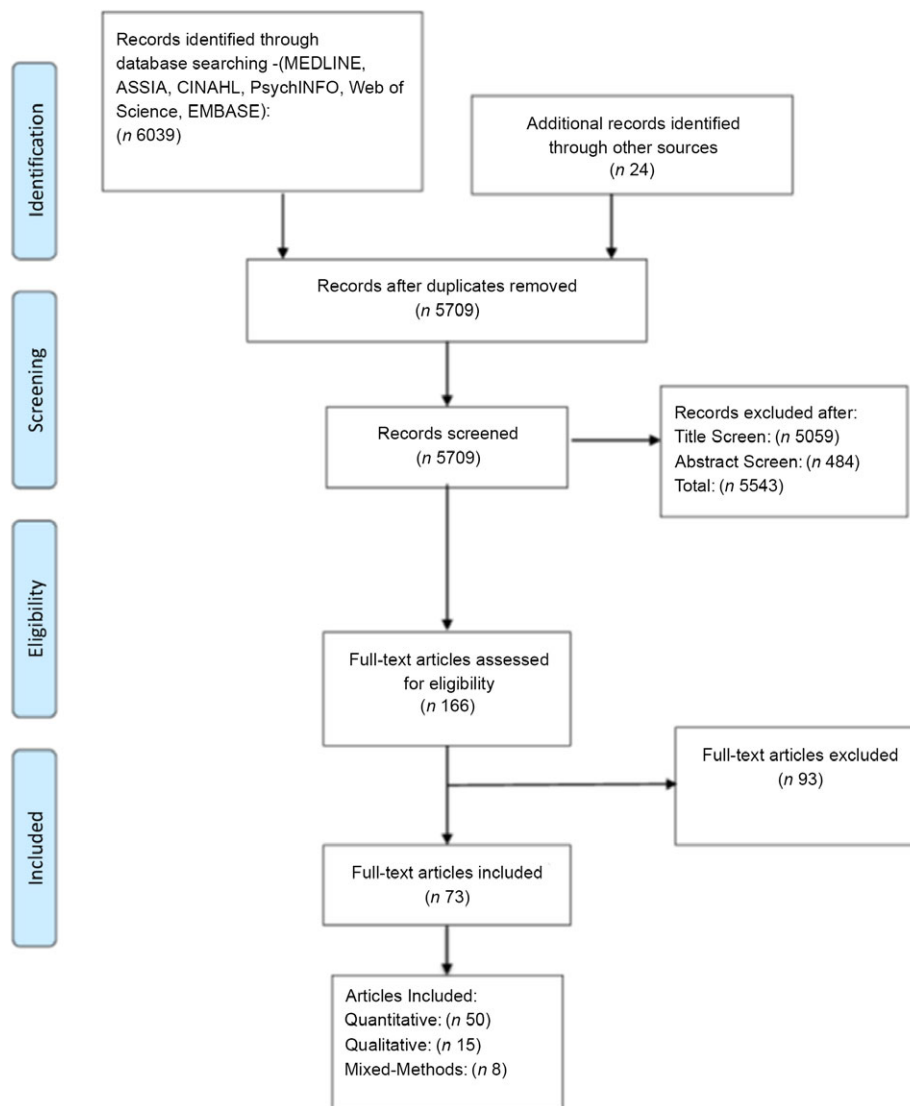 Identification
Records identified through
database searching -(MEDLINE,
ASSIA, CINAHL, PsychINFO, Web of
Science, EMBASE):
(n 6039)
Additional records identified
through other sources
(n 24)
Records after duplicates removed
(n 5709)
Screening
Records screened
(n 5709)
Records excluded after:
Title Screen: (n 5059)
Abstract Screen: (n 484)
Total: (n 5543)
Eligibility
Full-text articles assessed
for eligibility
(n 166)
Full-text articles excluded
(n 93)
Included
Full-text articles included
(n 73)
Articles Included:
Quantitative: (n 50)
Qualitative: (n 15)
Mixed-Methods: (n 8)